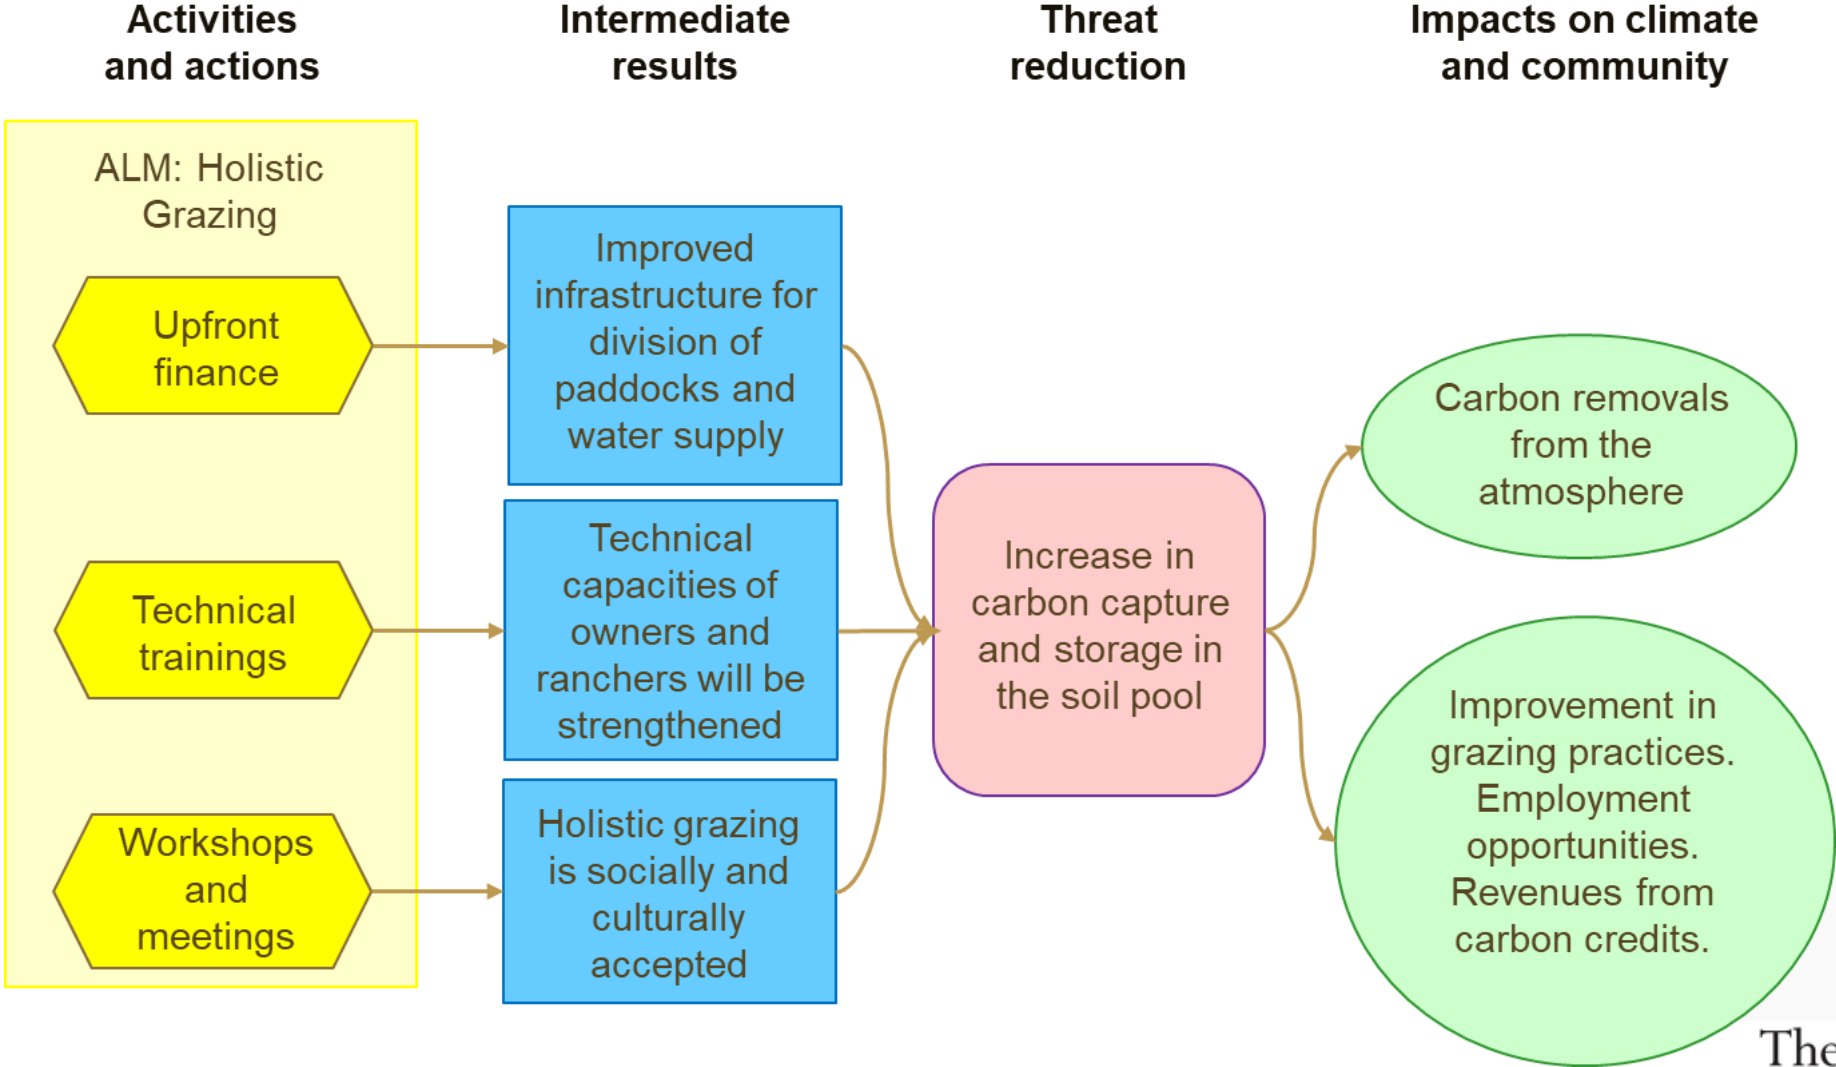 Activities
and actions
Intermediate
results
Threat
reduction
Impacts on climate
and community
ALM: Holistic
Grazing
Upfront
finance
Technical
trainings
Workshops
and
meetings
Improved
infrastructure for
division of
paddocks and
water supply
Technical
capacities of
owners and
ranchers will be
strengthened
Holistic grazing
is socially and
culturally
accepted
Increase in
carbon capture
and storage in
the soil pool
Carbon removals
from the
atmosphere
Improvement in
grazing practices.
Employment
opportunities.
Revenues from
carbon credits.
The